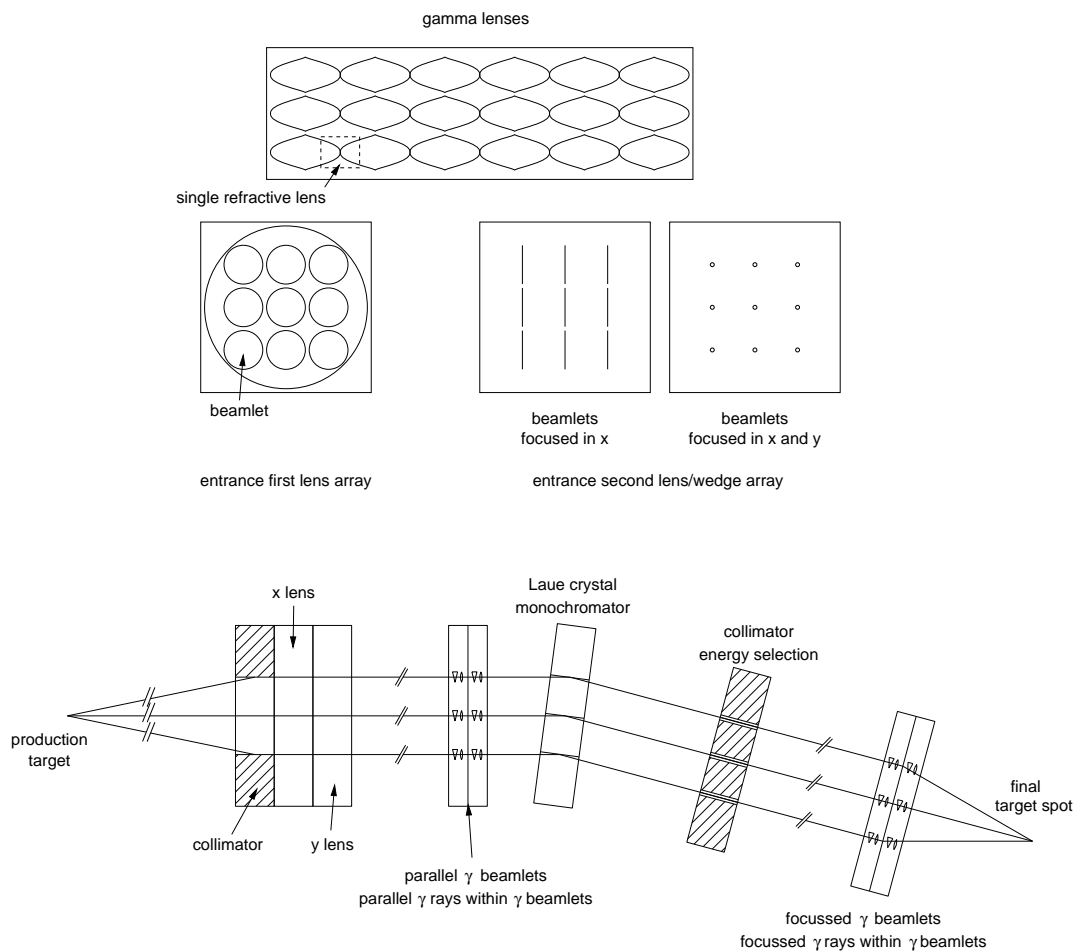 gamma lenses
single refractive lens
beamlet
beamlets
focused in x
beamlets
focused in x and y
entrance first lens array
entrance second lens/wedge array
Laue crystal
monochromator
x lens
collimator
energy selection
production
target
final
target spot
collimator
y lens
parallel γ beamlets
parallel γ rays within γ beamlets
focussed γ beamlets
focussed γ rays within γ beamlets